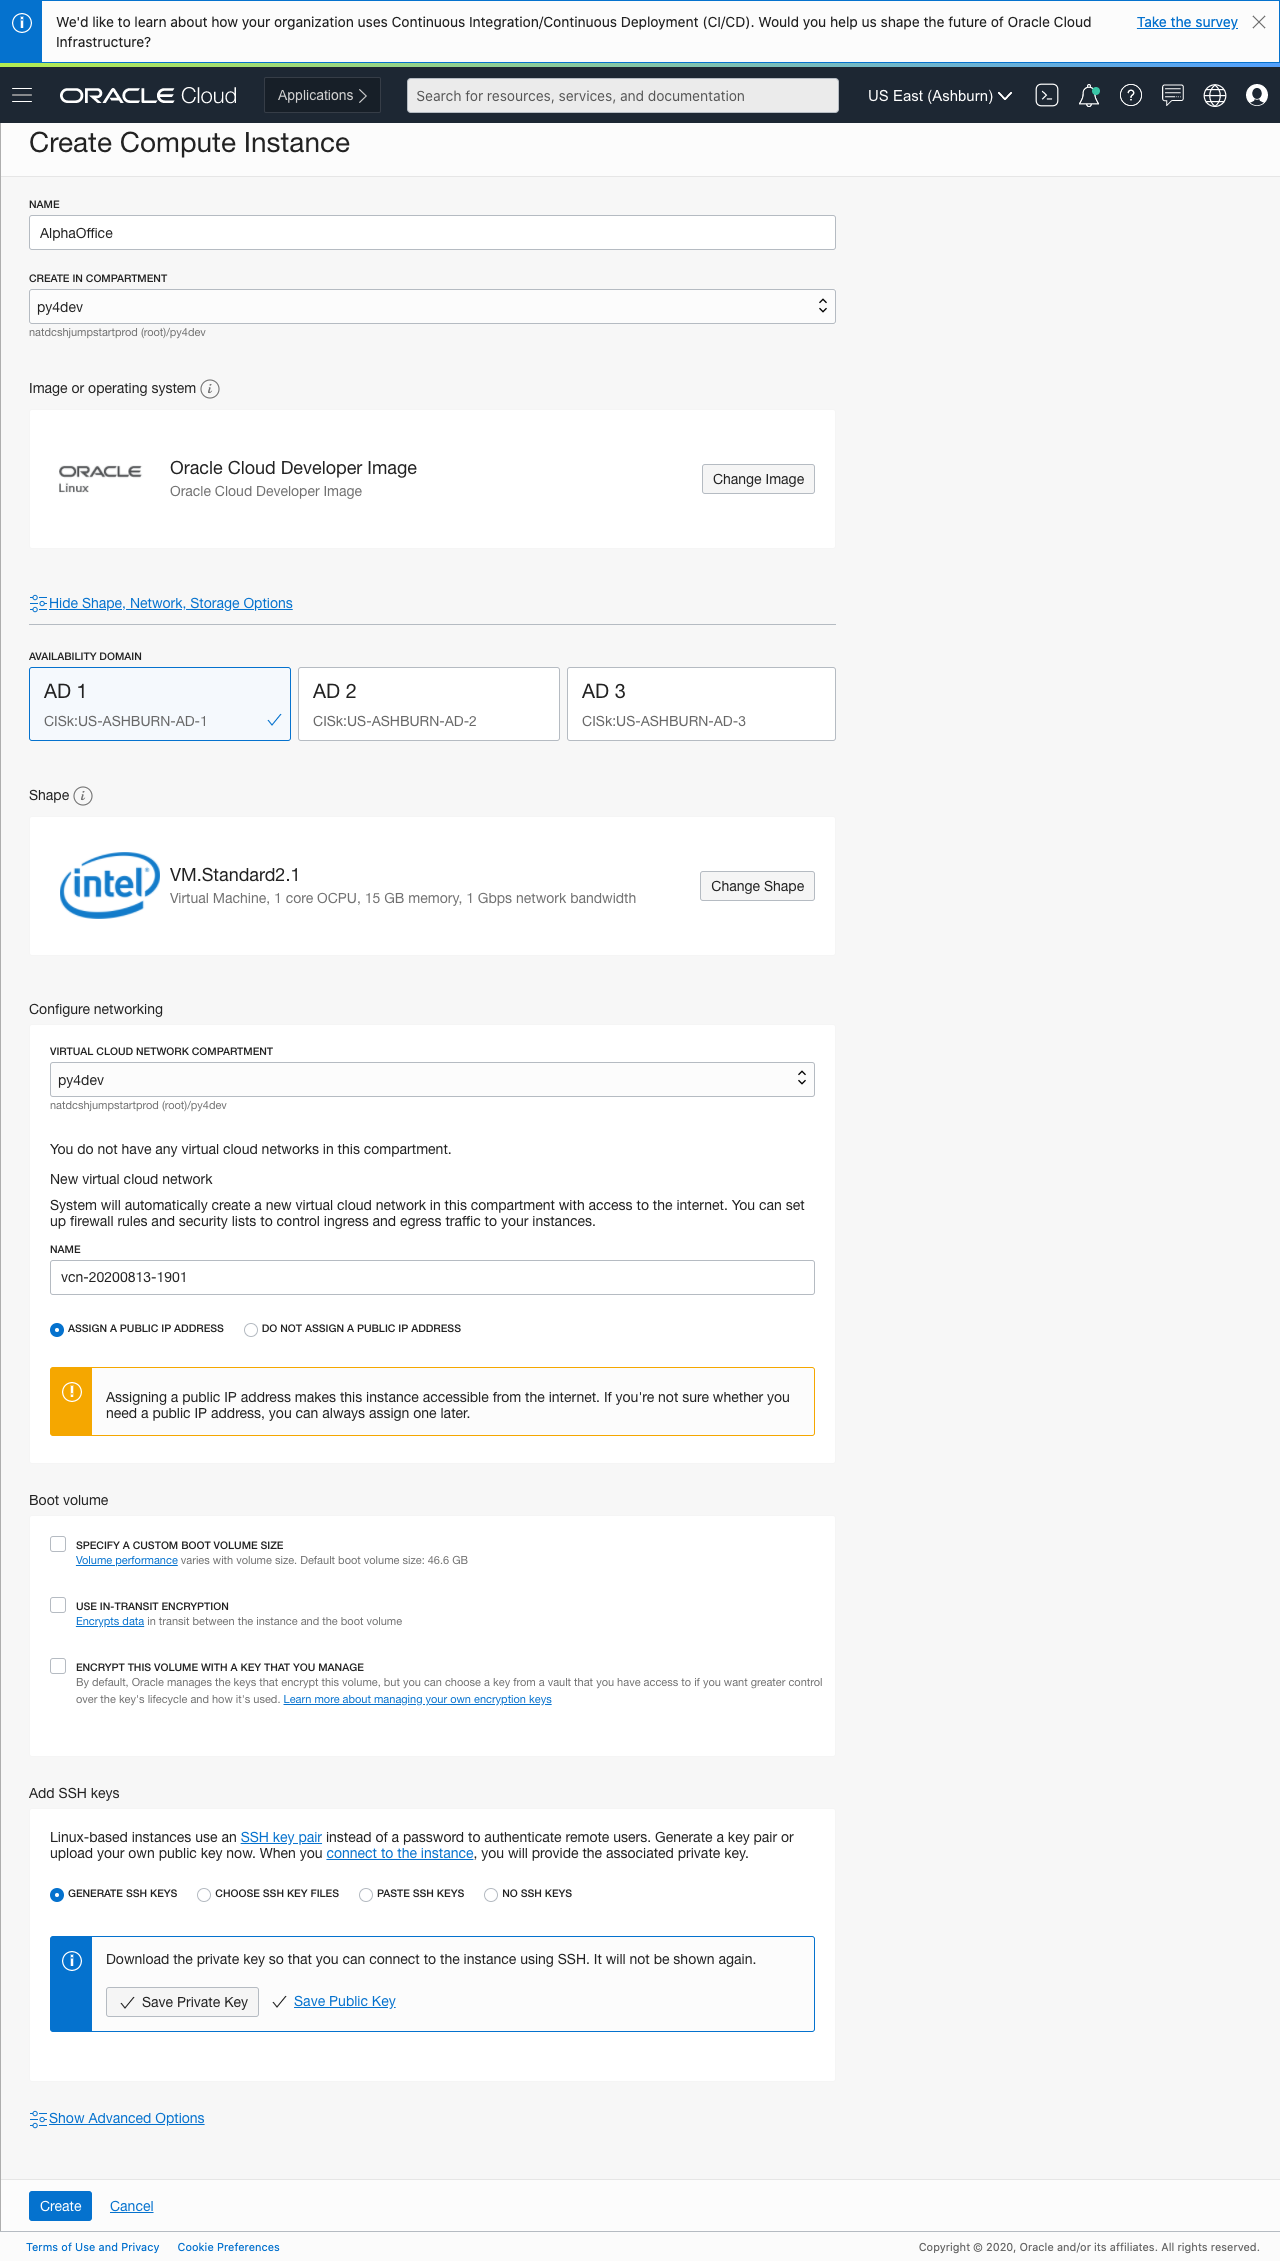 We'd like to learn about how your organization uses Continuous Integration/Continuous Deployment (CI/CD). Would you help us shape the future of Oracle Cloud
Infrastructure?
Take the survey
ORACLE Cloud
Applications
Search for resources, services, and documentation
US East (Ashburn)
Create Compute Instance
NAME
AlphaOffice
CREATE IN COMPARTMENT
py4dev
natdcshjumpstartprod (root)/py4dev
Image or operating system
ORACLE
Linux
Oracle Cloud Developer Image
Oracle Cloud Developer Image
Change Image
Hide Shape, Network, Storage Options
AVAILABILITY DOMAIN
AD 1
CISk:US-ASHBURN-AD-1
AD 2
CISk:US-ASHBURN-AD-2
AD 3
CISk:US-ASHBURN-AD-3
Shape
intel
VM.Standard2.1
Virtual Machine, 1 core OCPU, 15 GB memory, 1 Gbps network bandwidth
Change Shape
Configure networking
VIRTUAL CLOUD NETWORK COMPARTMENT
py4dev
natdcshjumpstartprod (root)/py4dev
You do not have any virtual cloud networks in this compartment.
New virtual cloud network
System will automatically create a new virtual cloud network in this compartment with access to the internet. You can set
up firewall rules and security lists to control ingress and egress traffic to your instances.
NAME
vcn-20200813-1901
ASSIGN A PUBLIC IP ADDRESS
DO NOT ASSIGN A PUBLIC IP ADDRESS
Assigning a public IP address makes this instance accessible from the internet. If you're not sure whether you
need a public IP address, you can always assign one later.
Boot volume
SPECIFY A CUSTOM BOOT VOLUME SIZE
Volume performance varies with volume size. Default boot volume size: 46.6 GB
USE IN-TRANSIT ENCRYPTION
Encrypts data in transit between the instance and the boot volume
ENCRYPT THIS VOLUME WITH A KEY THAT YOU MANAGE
By default, Oracle manages the keys that encrypt this volume, but you can choose a key from a vault that you have access to if you want greater control
over the key's lifecycle and how it's used. Learn more about managing your own encryption keys
Add SSH keys
Linux-based instances use an SSH key pair instead of a password to authenticate remote users. Generate a key pair or
upload your own public key now. When you connect to the instance, you will provide the associated private key.
GENERATE SSH KEYS
CHOOSE SSH KEY FILES
PASTE SSH KEYS
NO SSH KEYS
Download the private key so that you can connect to the instance using SSH. It will not be shown again.
Save Private Key
Save Public Key
Show Advanced Options
Create
Cancel
Terms of Use and Privacy
Cookie Preferences
Copyright © 2020, Oracle and/or its affiliates. All rights reserved.